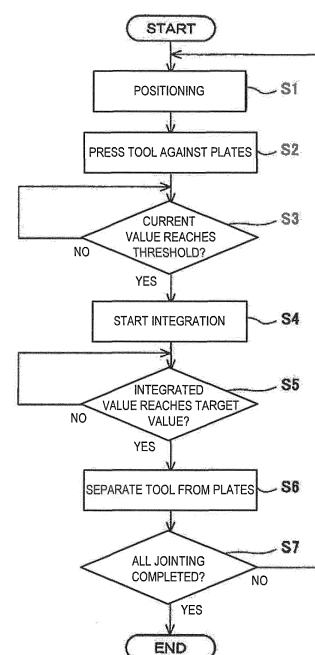 START
POSITIONING
S1
PRESS TOOL AGAINST PLATES
S2
CURRENT
VALUE REACHES
THRESHOLD?
S3
NO
YES
START INTEGRATION
S4
INTEGRATED
VALUE REACHES TARGET
VALUE?
S5
NO
YES
SEPARATE TOOL FROM PLATES
S6
ALL JOINTING
COMPLETED?
S7
NO
YES
END